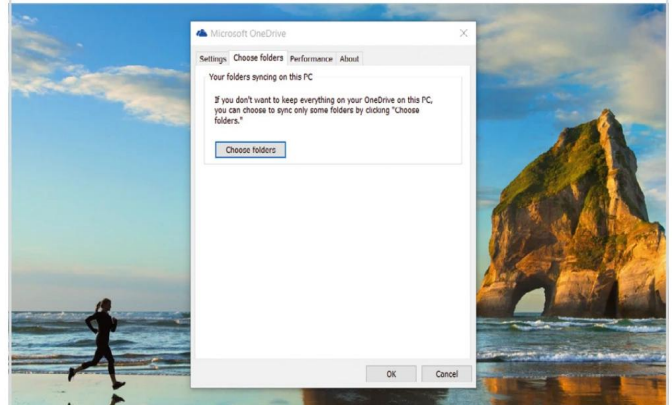 Microsoft OneDrive
Settings Choose folders Performance About
Your folders syncing on this PC
If you don't want to keep everything on your OneDrive on this PC,
you can choose to sync only some folders by clicking "Choose
folders."
Choose folders
OK Cancel